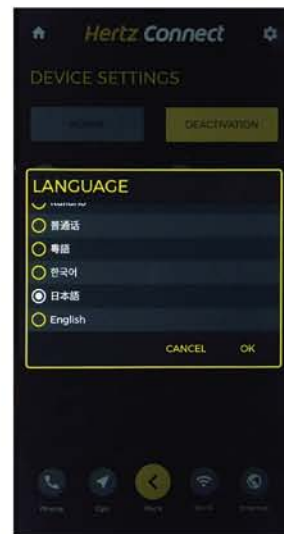 Hertz Connect
DEVICE SETTINGS
DEACTIVATION
LANGUAGE
普通话
粵語
한국어
日本語
English
CANCEL
OK